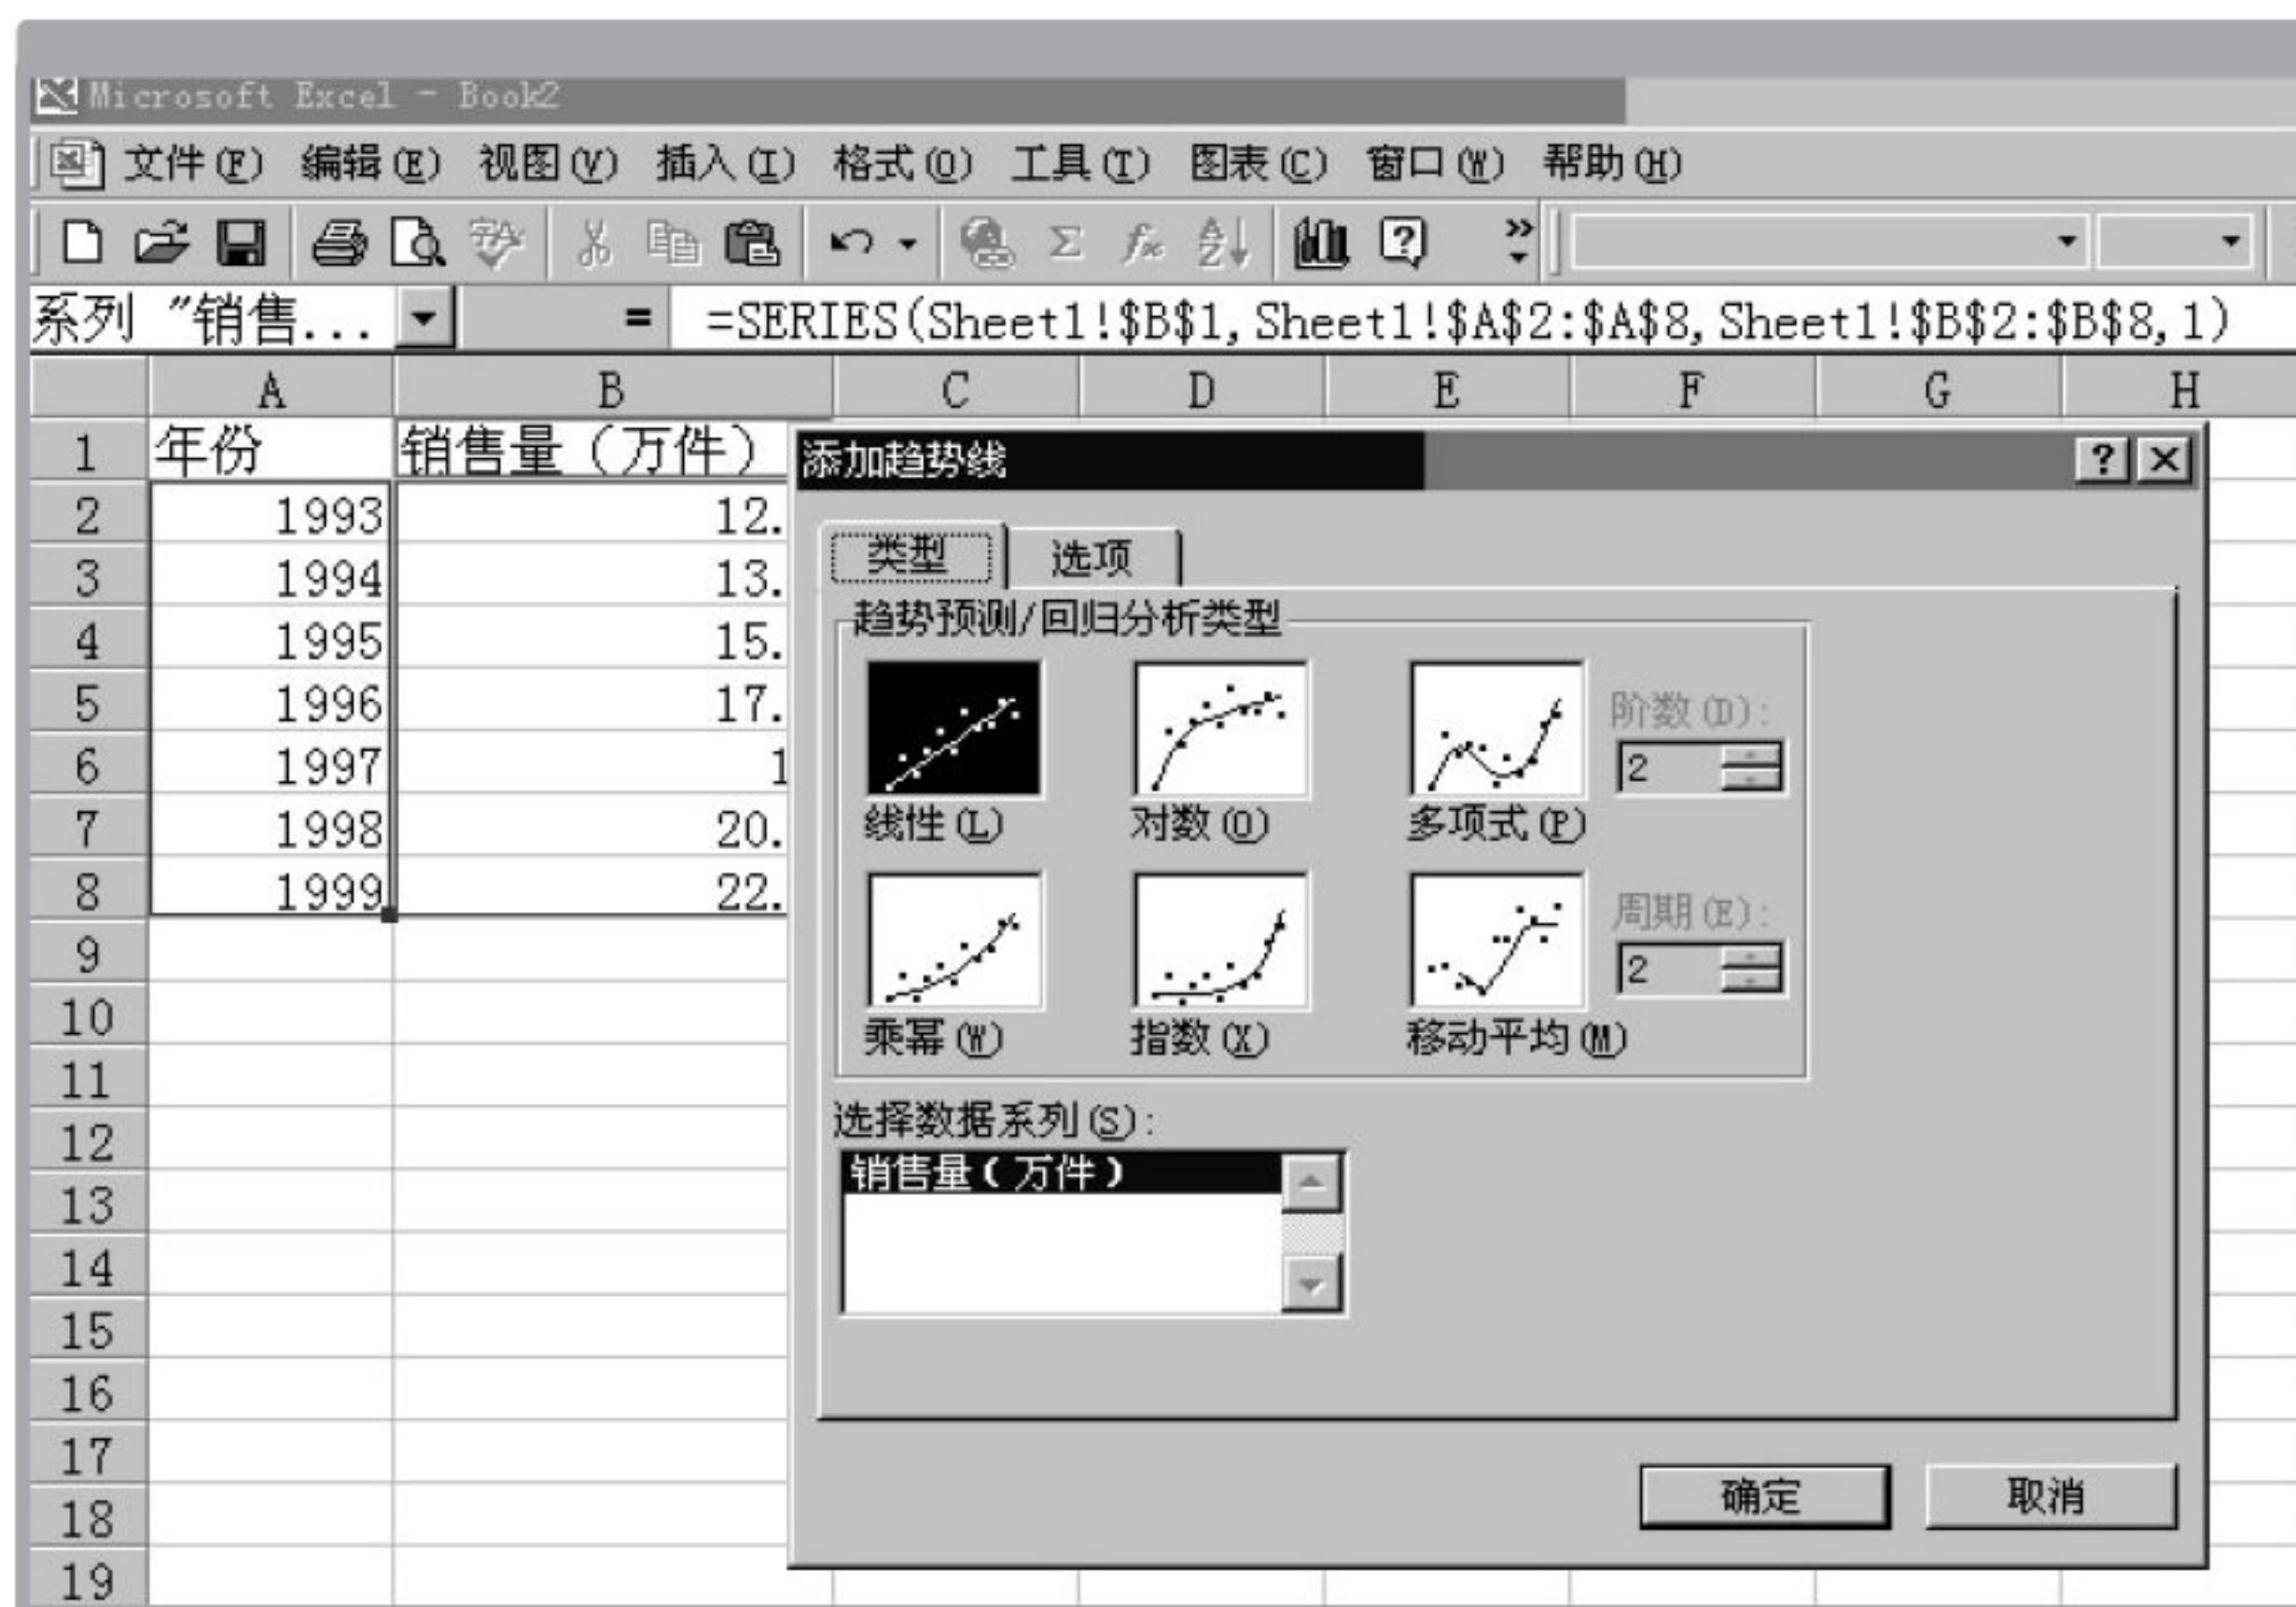 Microsoft Excel - Book2
文件(F) 编辑(E) 视图(V) 插入(I) 格式(O) 工具(T) 图表(C) 窗口(W) 帮助(H)
系列 "销售... = =SERIES(Sheet1!$B$1,Sheet1!$A$2:$A$8,Sheet1!$B$2:$B$8,1)
A B C D E F G H
1 年份 销售量（万件）
2 1993 12.
3 1994 13.
4 1995 15.
5 1996 17.
6 1997 1
7 1998 20.
8 1999 22.
9
10
11
12
13
14
15
16
17
18
19
添加趋势线
类型 选项
趋势预测/回归分析类型
阶数(D):
2
线性(L) 对数(O) 多项式(P)
周期(E):
2
乘幂(W) 指数(X) 移动平均(M)
选择数据系列(S):
销售量（万件）
确定 取消